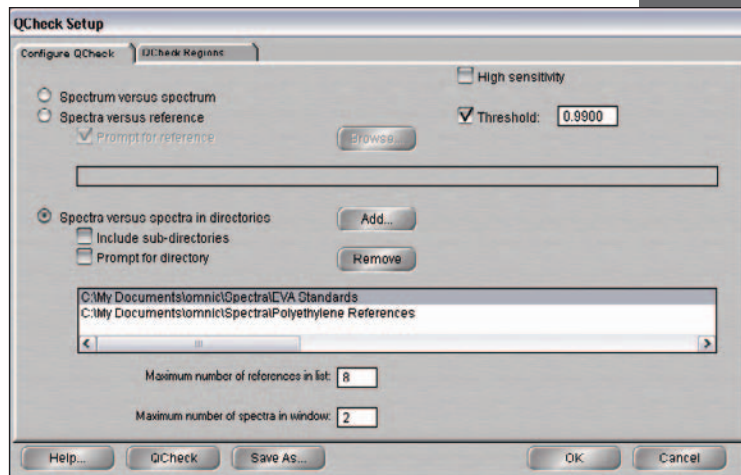 QCheck Setup
Configure QCheck
QCheck Regions
High sensitivity
Spectrum versus spectrum
Spectra versus reference
Threshold: 0.9900
Prompt for reference
Browse...
Spectra versus spectra in directories
Add...
Include sub-directories
Prompt for directory
Remove
C:\My Documents\omnic\Spectra\EVA Standards
C:\My Documents\omnic\Spectra\Polyethylene References
Maximum number of references in list: 8
Maximum number of spectra in window: 2
Help... QCheck Save As... OK Cancel